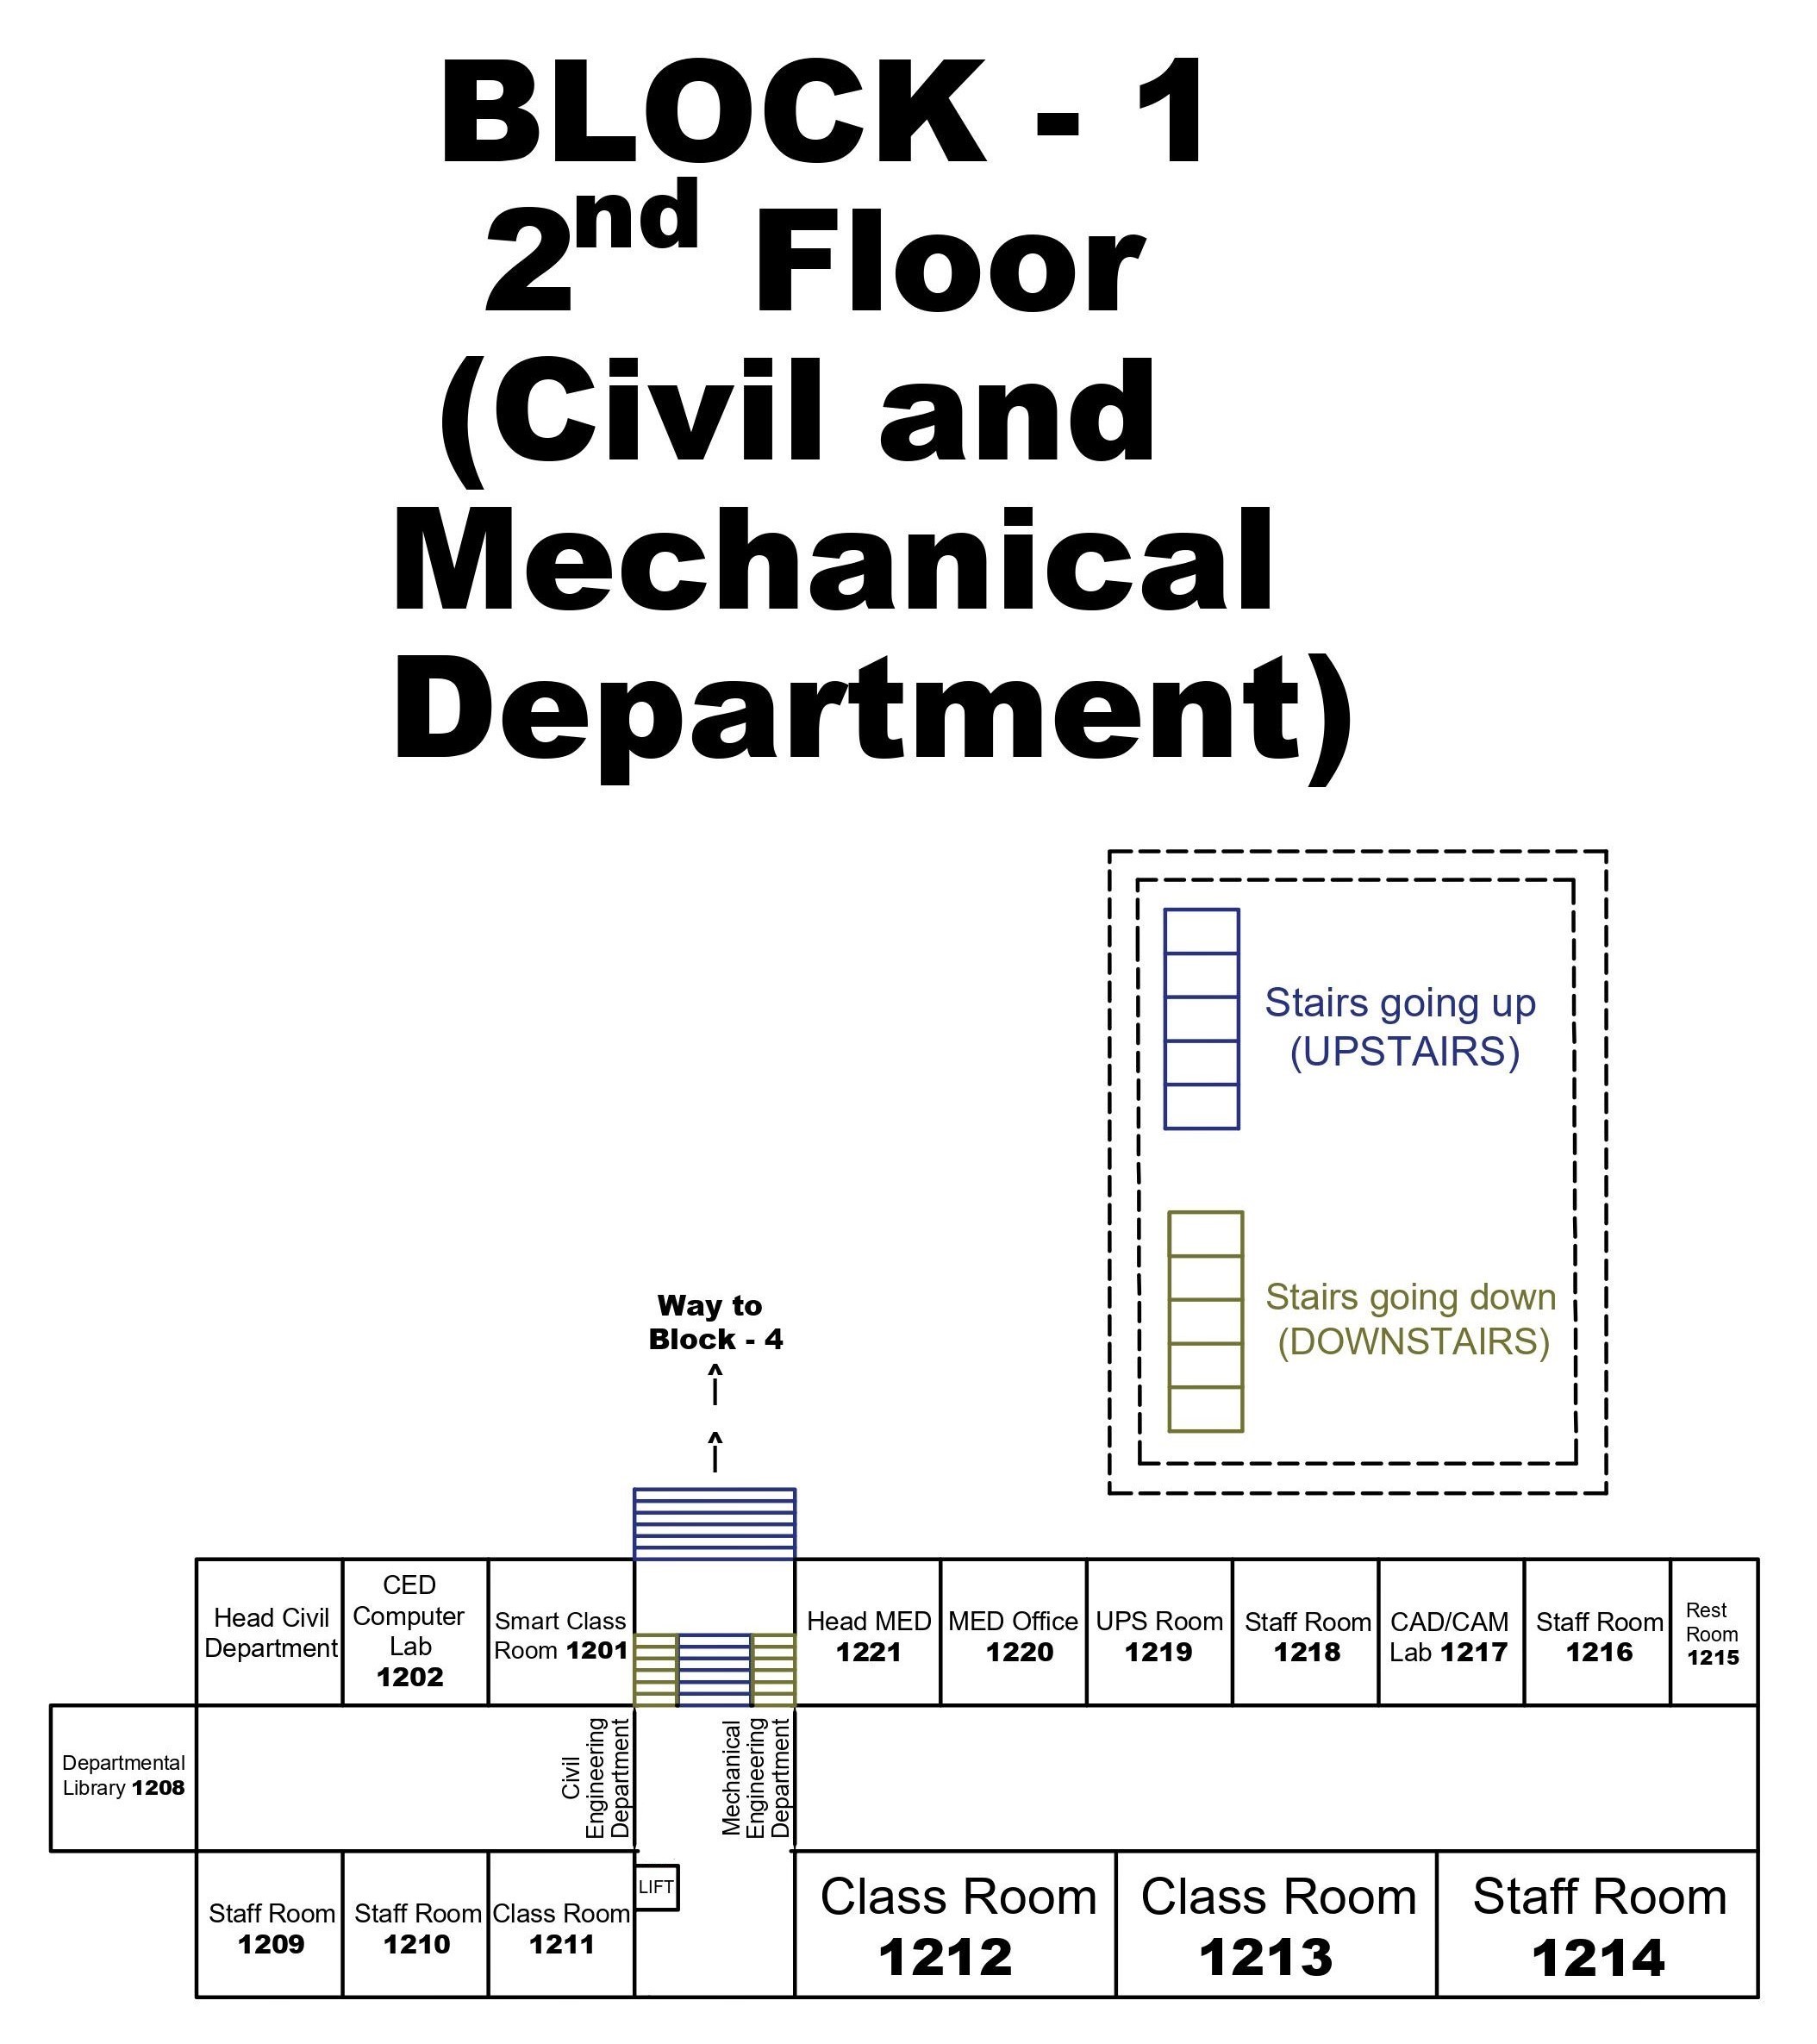 BLOCK - 1
2nd Floor
(Civil and
Mechanical
Department)
Stairs going up
(UPSTAIRS)
Stairs going down
(DOWNSTAIRS)
Way to
Block - 4
Head Civil
Department
CED
Computer
Lab
1202
Smart Class
Room 1201
Head MED
1221
MED Office
1220
UPS Room
1219
Staff Room
1218
CAD/CAM
Lab 1217
Staff Room
1216
Rest
Room
1215
Departmental
Library 1208
Civil
Engineering
Department
Mechanical
Engineering
Department
Staff Room
1209
Staff Room
1210
Class Room
1211
LIFT
Class Room
1212
Class Room
1213
Staff Room
1214